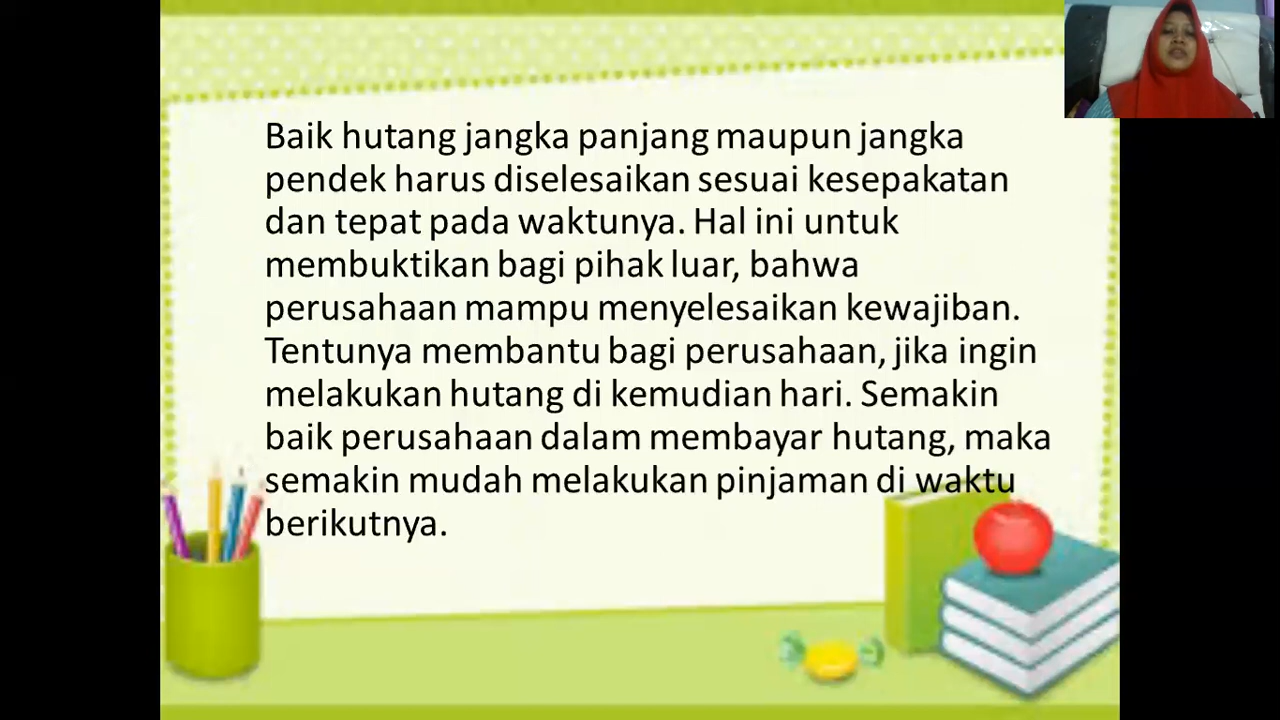 Baik hutang jangka panjang maupun jangka
pendek harus diselesaikan sesuai kesepakatan
dan tepat pada waktunya. Hal ini untuk
membuktikan bagi pihak luar, bahwa
perusahaan mampu menyelesaikan kewajiban.
Tentunya membantu bagi perusahaan, jika ingin
melakukan hutang di kemudian hari. Semakin
baik perusahaan dalam membayar hutang, maka
semakin mudah melakukan pinjaman di waktu
berikutnya.